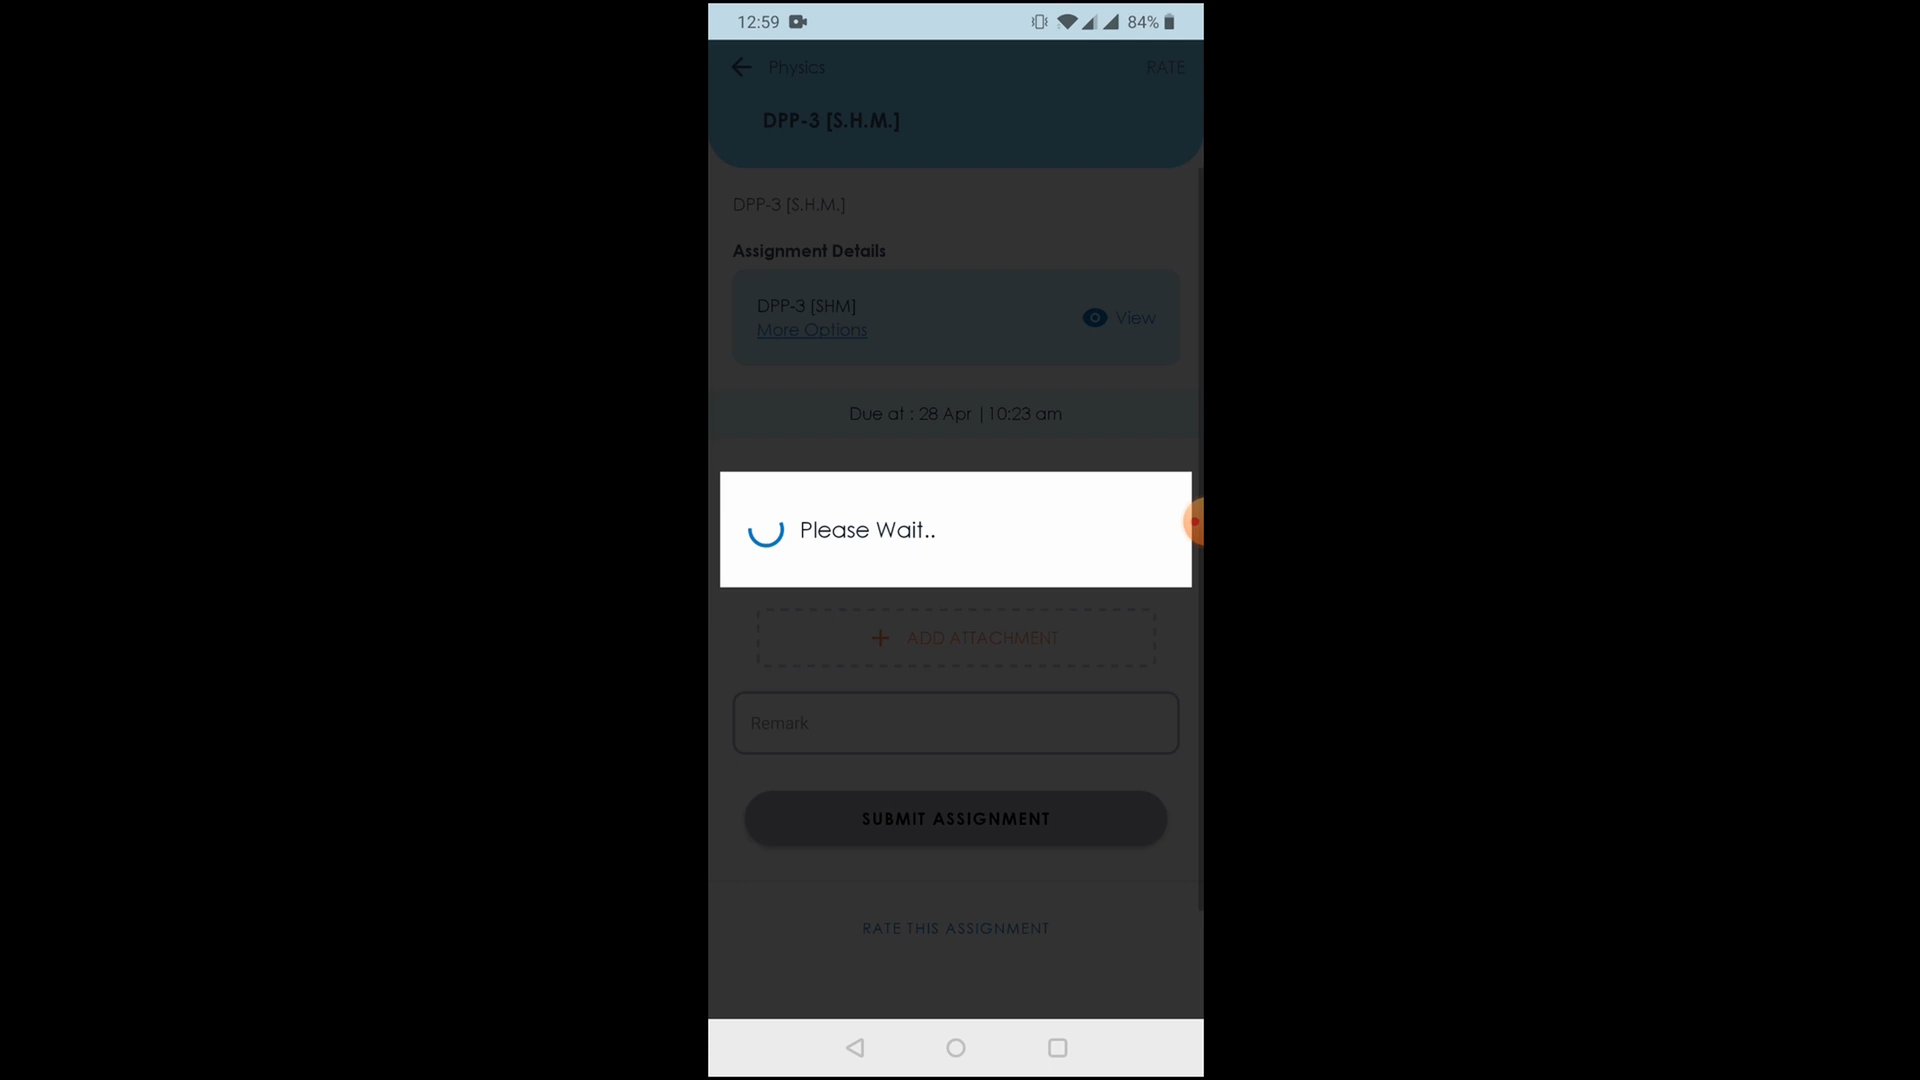 12:59
84%
Physics
RATE
DPP-3 [S.H.M.]
DPP-3 [S.H.M.]
Assignment Details
DPP-3 [SHM]
More Options
View
Due at : 28 Apr | 10:23 am
Please Wait..
+ ADD ATTACHMENT
Remark
SUBMIT ASSIGNMENT
RATE THIS ASSIGNMENT